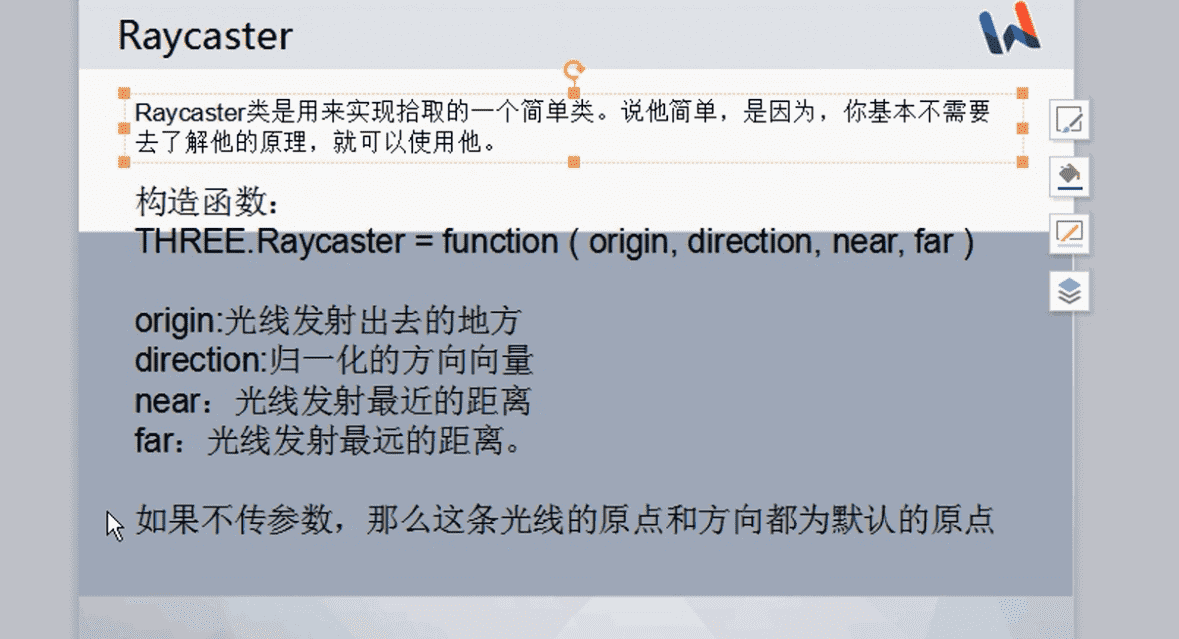 Raycaster
Raycaster类是用来实现拾取的一个简单类。说他简单，是因为，你基本不需要
去了解他的原理，就可以使用他。
构造函数：
THREE.Raycaster = function ( origin, direction, near, far )
origin:光线发射出去的地方
direction:归一化的方向向量
near：光线发射最近的距离
far：光线发射最远的距离。
如果不传参数，那么这条光线的原点和方向都为默认的原点